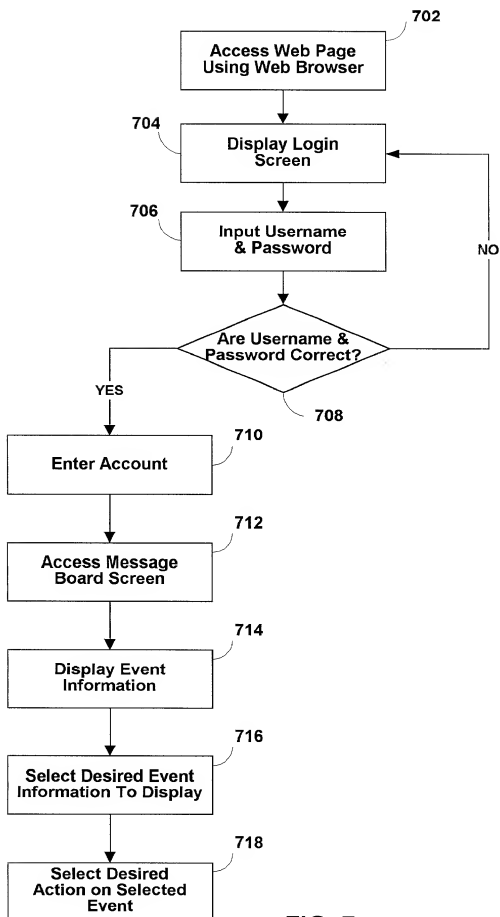 702
Access Web Page
Using Web Browser
704
Display Login
Screen
706
Input Username
& Password
NO
Are Username &
Password Correct?
YES
708
710
Enter Account
712
Access Message
Board Screen
714
Display Event
Information
716
Select Desired Event
Information To Display
718
Select Desired
Action on Selected
Event